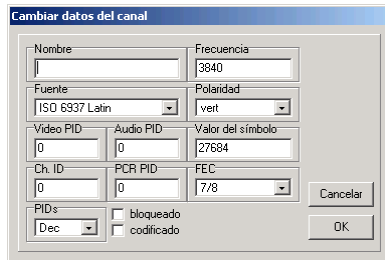 Cambiar datos del canal
Nombre Frecuencia
3840
Fuente Polaridad
ISO 6937 Latin vert
Video PID Audio PID Valor del símbolo
0 0 27684
Ch. ID PCR PID FEC
0 0 7/8
Cancelar
PIDs
Dec bloqueado
codificado
OK